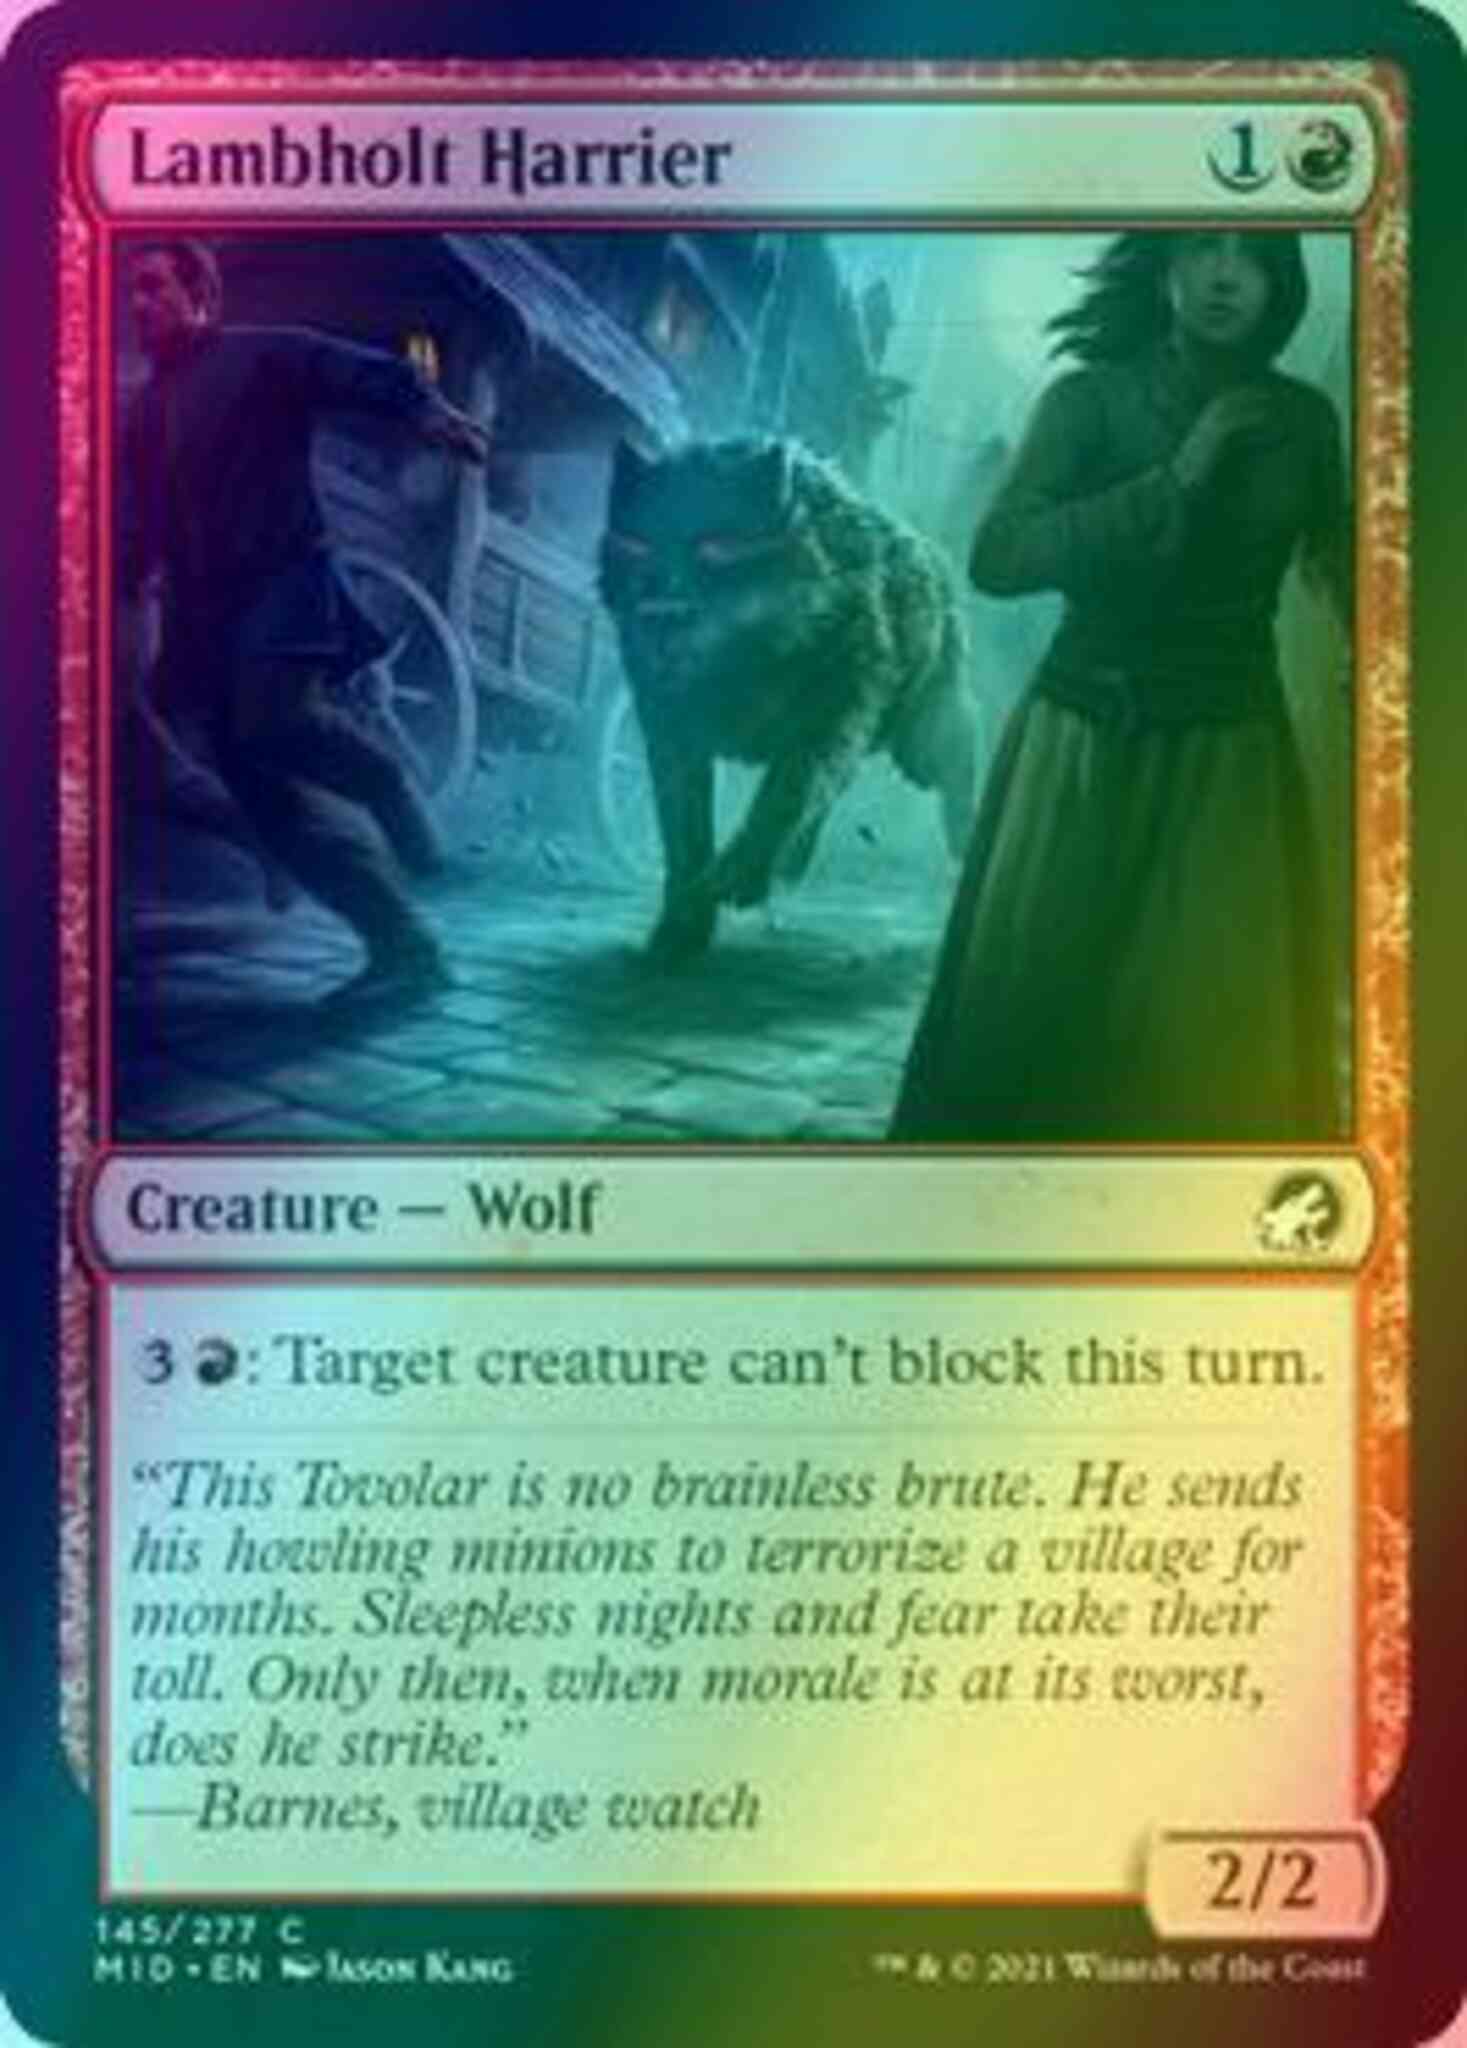 Lambholt Harrier 1
Creature — Wolf
3 : Target creature can't block this turn.
“This Tovolar is no brainless brute. He sends
his howling minions to terrorize a village for
months. Sleepless nights and fear take their
toll. Only then, when morale is at its worst,
does he strike.”
—Barnes, village watch
2/2
145/277 C
MID • EN Jason Kang
™ & © 2021 Wizards of the Coast